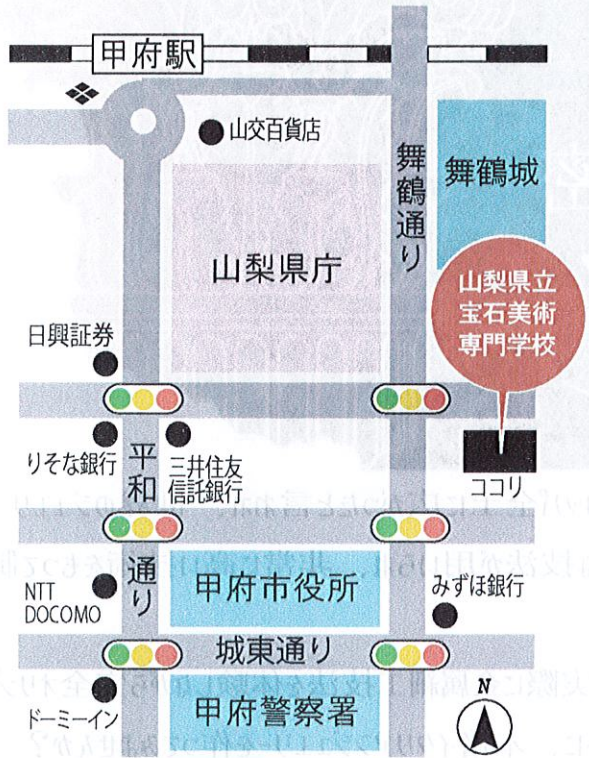 甲府駅
山交百貨店
舞鶴通り
舞鶴城
山梨県庁
山梨県立
宝石美術
専門学校
日興証券
りそな銀行
平和通り
三井住友
信託銀行
ココリ
NTT
DOCOMO
甲府市役所
みずほ銀行
城東通り
ドーミーイン
甲府警察署
N